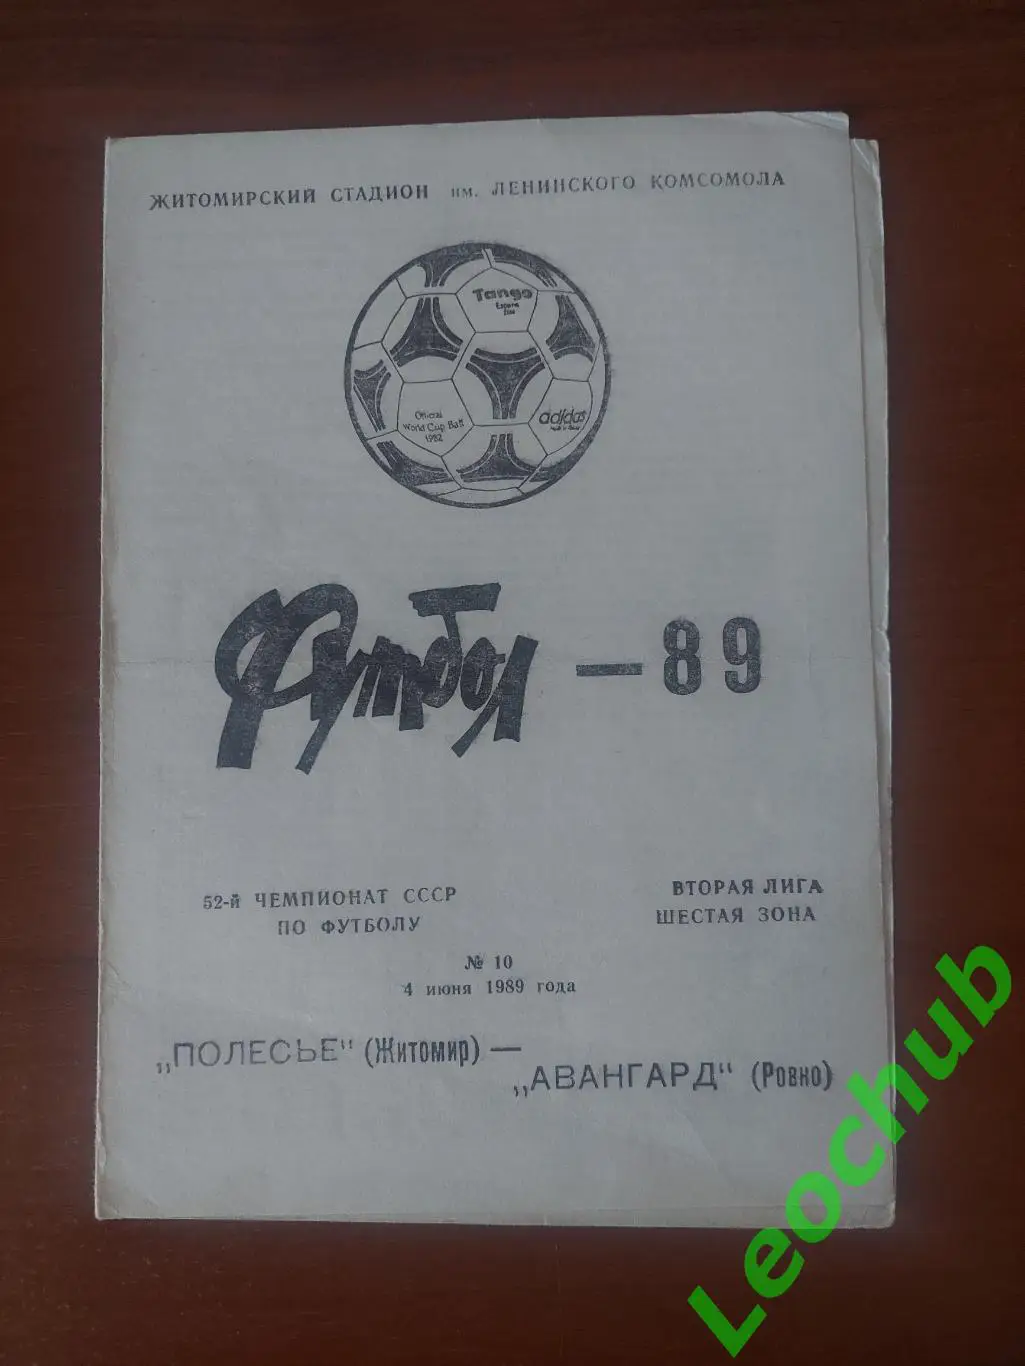 ЖИТОМИРСКИЙ СТАДИОН им. ЛЕНИНСКОГО КОМСОМОЛА
Tango
España
Official
World Cup Ball
1982
adidas
Футбол — 89
52-й ЧЕМПИОНАТ СССР
ПО ФУТБОЛУ
ВТОРАЯ ЛИГА
ШЕСТАЯ ЗОНА
№ 10
4 июня 1989 года
„ПОЛЕСЬЕ" (Житомир) —
„АВАНГАРД" (Ровно)
Leochub